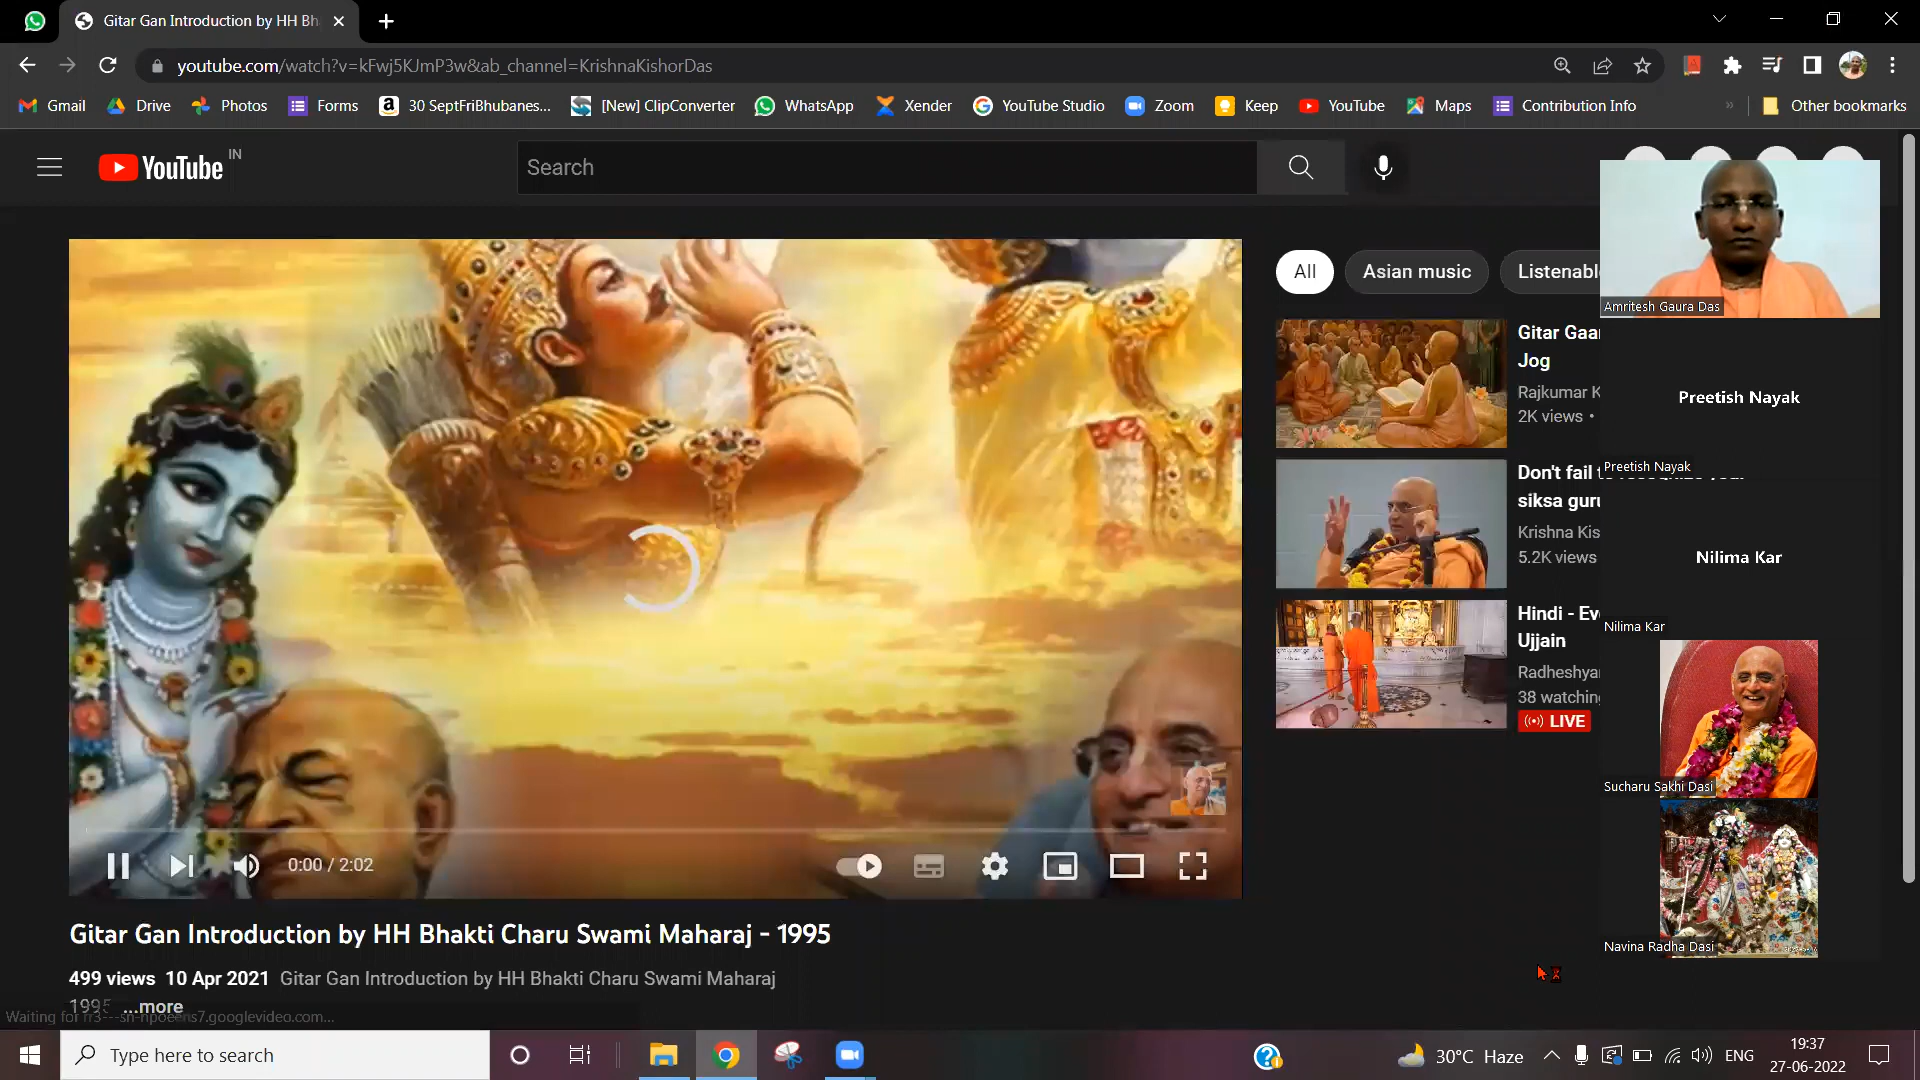 Gitar Gan Introduction by HH Bh
youtube.com/watch?v=kFwj5KJmP3w&ab_channel=KrishnaKishorDas
Gmail Drive Photos Forms 30 SeptFriBhubanes... [New] ClipConverter WhatsApp Xender YouTube Studio Zoom Keep YouTube Maps Contribution Info » Other bookmarks
YouTube IN
Search
All Asian music Listenabl
Amritesh Gaura Das
Gitar Gaa
Jog
Rajkumar K
2K views •
Preetish Nayak
Preetish Nayak
Don't fail
siksa guru
Krishna Kis
5.2K views
Nilima Kar
Nilima Kar
Hindi - Eve
Ujjain
Radheshya
38 watching
LIVE
Sucharu Sakhi Dasi
Navina Radha Dasi
0:00 / 2:02
Gitar Gan Introduction by HH Bhakti Charu Swami Maharaj - 1995
499 views 10 Apr 2021 Gitar Gan Introduction by HH Bhakti Charu Swami Maharaj
1995 ...more
Type here to search
30°C Haze
ENG
19:37
27-06-2022